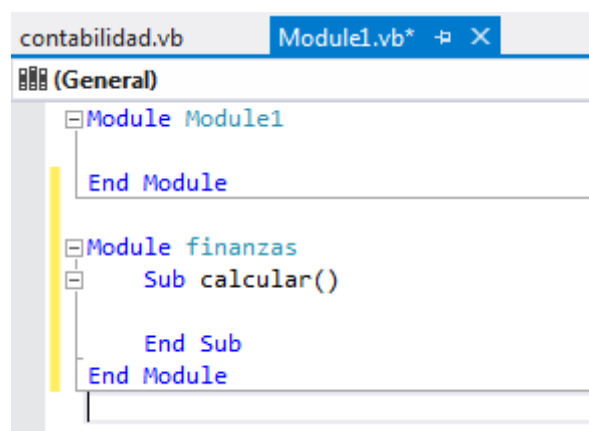 contabilidad.vb Module1.vb*
(General)
Module Module1
End Module
Module finanzas
Sub calcular()
End Sub
End Module